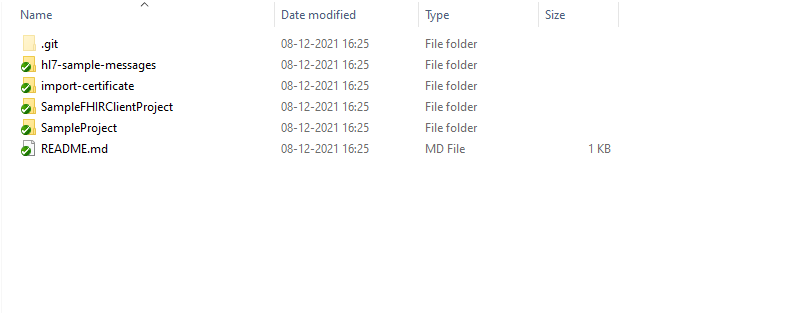 Name Date modified Type Size
.git 08-12-2021 16:25 File folder
hl7-sample-messages 08-12-2021 16:25 File folder
import-certificate 08-12-2021 16:25 File folder
SampleFHIRClientProject 08-12-2021 16:25 File folder
SampleProject 08-12-2021 16:25 File folder
README.md 08-12-2021 16:25 MD File 1 KB